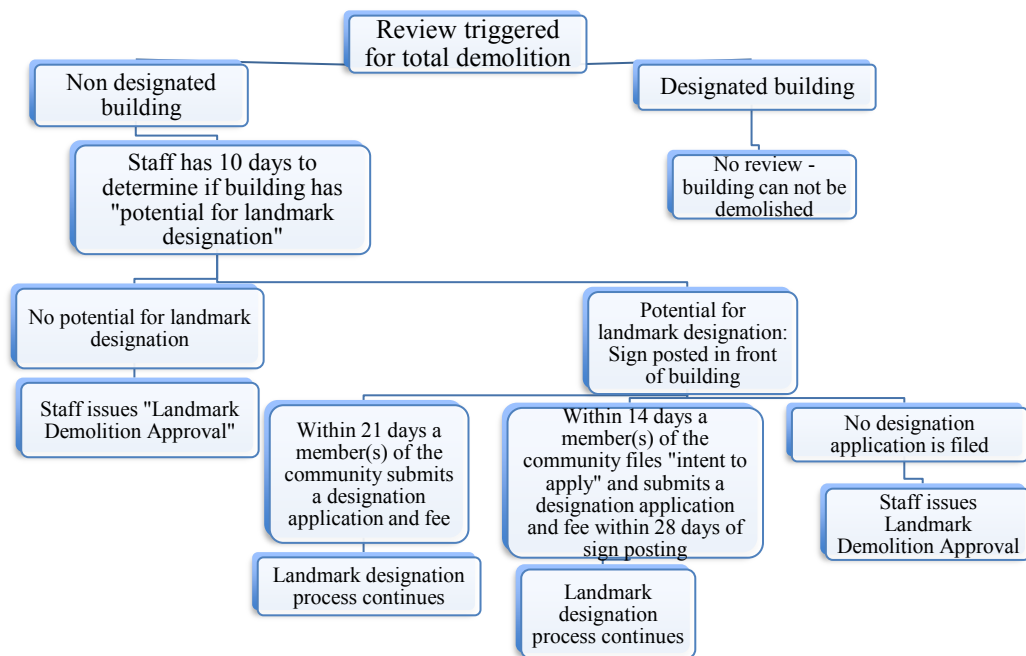 Review triggered
for total demolition
Non designated
building
Designated building
Staff has 10 days to
determine if building has
"potential for landmark
designation"
No review -
building can not be
demolished
No potential for landmark
designation
Potential for
landmark designation:
Sign posted in front
of building
Staff issues "Landmark
Demolition Approval"
Within 21 days a
member(s) of the
community submits
a designation
application and fee
Within 14 days a
member(s) of the
community files "intent to
apply" and submits a
designation application
and fee within 28 days of
sign posting
No designation
application is filed
Staff issues
Landmark
Demolition Approval
Landmark designation
process continues
Landmark
designation
process continues